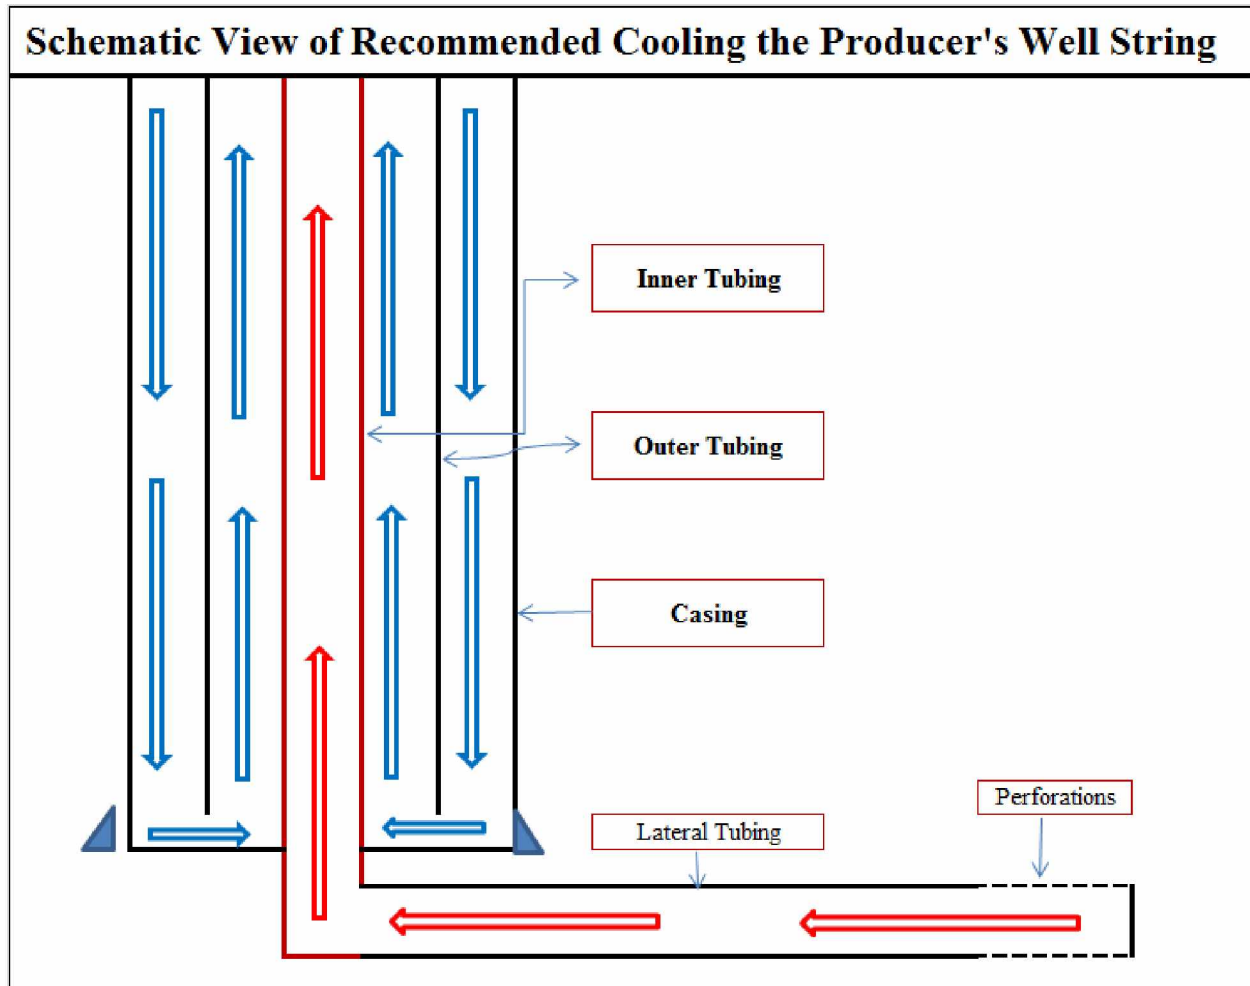 Schematic View of Recommended Cooling the Producer's Well String
Inner Tubing
Outer Tubing
Casing
Perforations
Lateral Tubing